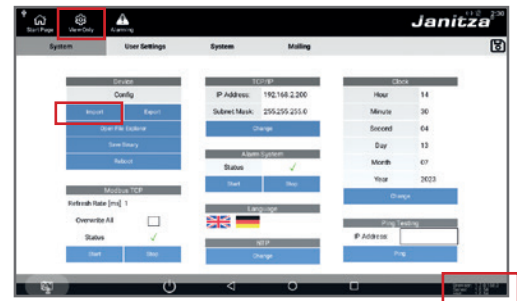 2:30
Start Page View Only Alarming Janitza
System User Settings System Mailing
Device
Config
Import Export
Open File Explorer
Save Binary
Reboot
Modbus TCP
Refresh Rate [ms] 1
Overwrite All
Status
Start Stop
TCP/IP
IP Address: 192.168.2.200
Subnet Mask: 255.255.255.0
Change
Alarm System
Status
Start Stop
Language
NTP
Change
Clock
Hour 14
Minute 30
Second 04
Day 13
Month 07
Year 2023
Change
Ping Testing
IP Address:
Ping